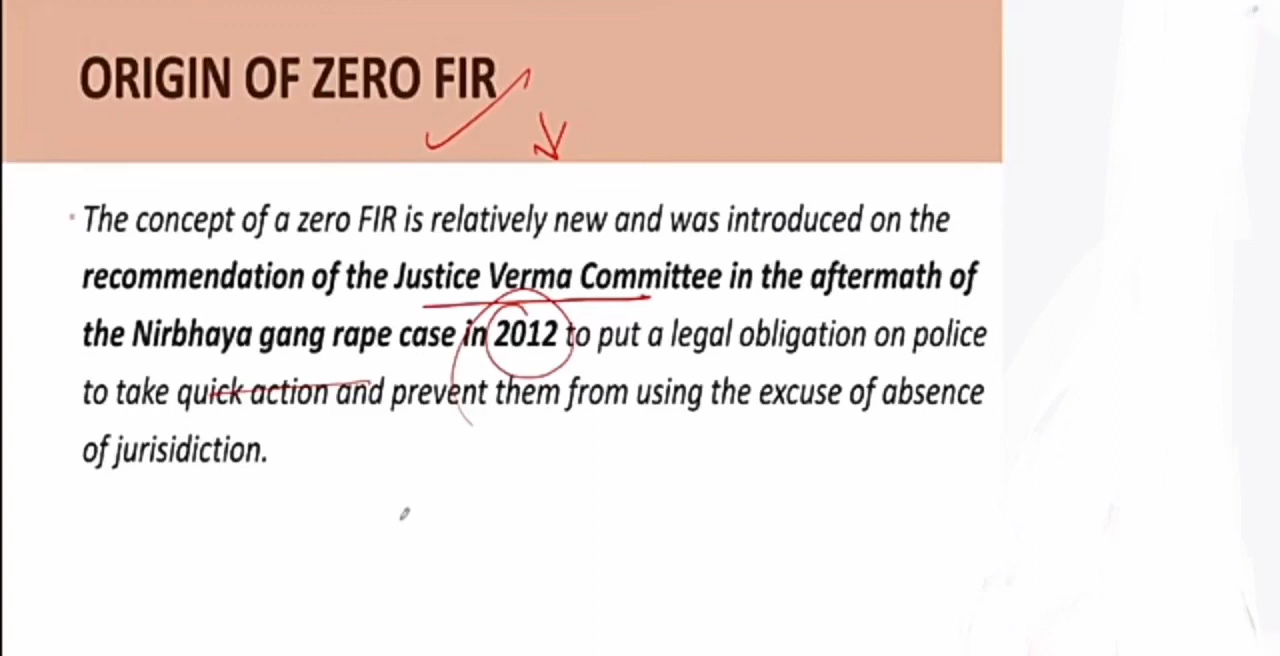 ORIGIN OF ZERO FIR
The concept of a zero FIR is relatively new and was introduced on the
recommendation of the Justice Verma Committee in the aftermath of
the Nirbhaya gang rape case in 2012 to put a legal obligation on police
to take quick action and prevent them from using the excuse of absence
of jurisidiction.